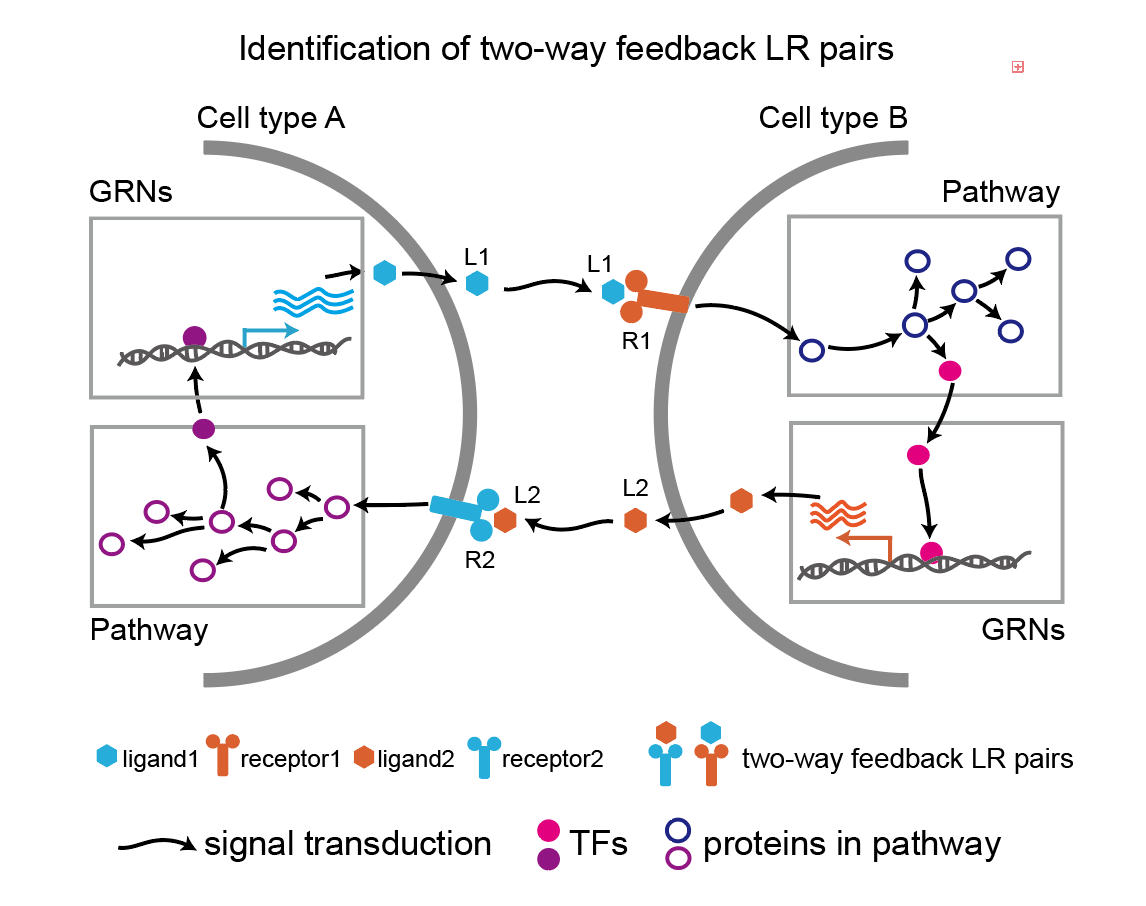 Identification of two-way feedback LR pairs
Cell type A
Cell type B
GRNs
Pathway
L1
L1
R1
L2
L2
R2
Pathway
GRNs
ligand1
receptor1
ligand2
receptor2
two-way feedback LR pairs
signal transduction
TFs
proteins in pathway